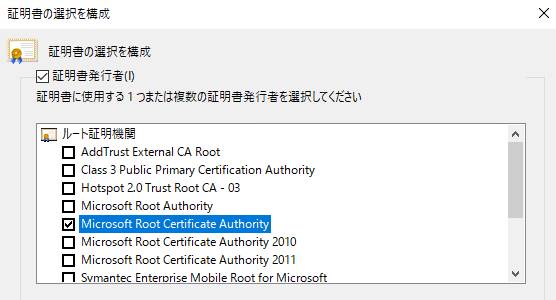 証明書の選択を構成
証明書の選択を構成
証明書発行者(I)
証明書に使用する 1 つまたは複数の証明書発行者を選択してください
ルート証明機関
AddTrust External CA Root
Class 3 Public Primary Certification Authority
Hotspot 2.0 Trust Root CA - 03
Microsoft Root Authority
Microsoft Root Certificate Authority
Microsoft Root Certificate Authority 2010
Microsoft Root Certificate Authority 2011
Symantec Enterprise Mobile Root for Microsoft